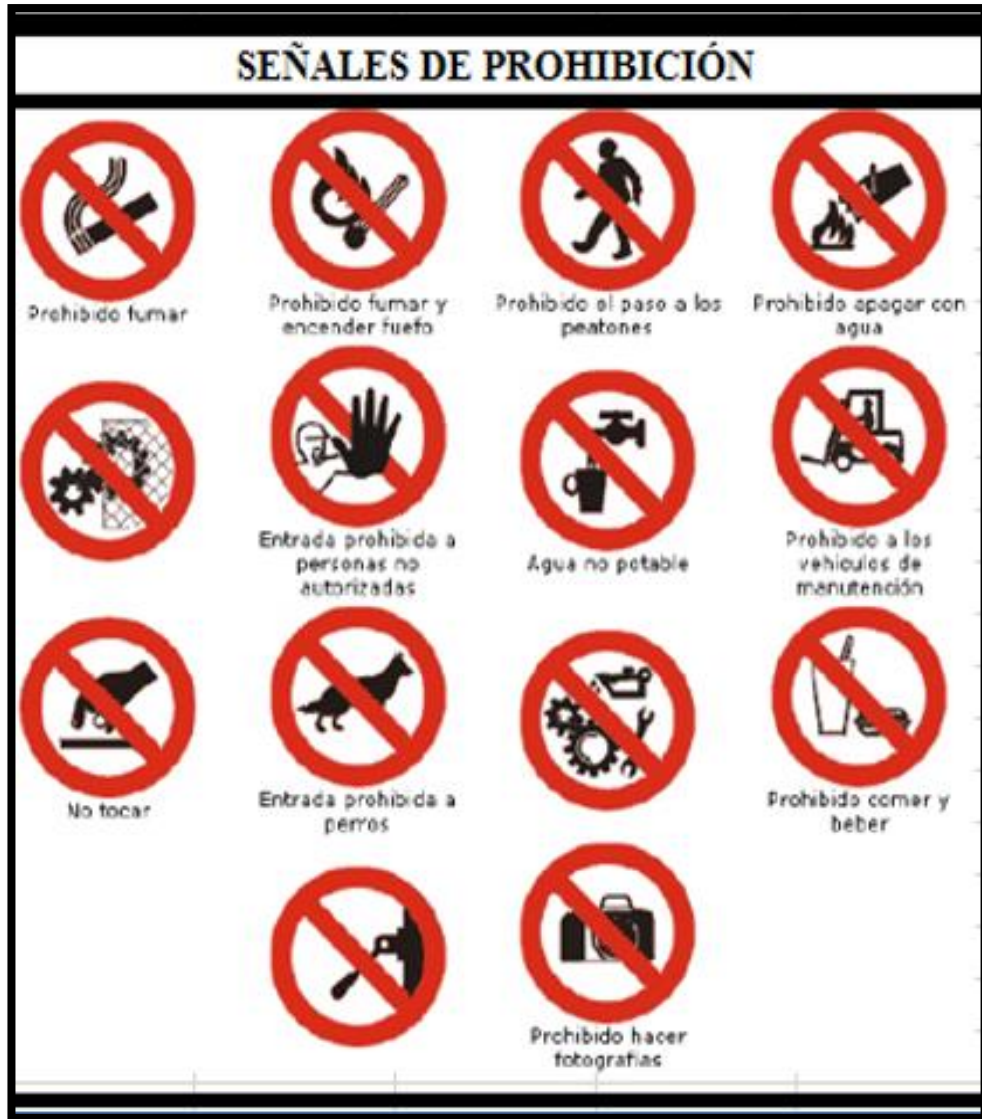 SEÑALES DE PROHIBICIÓN
Prohibido fumar
Prohibido fumar y
encender fuefo
Prohibido el paso a los
peatones
Prohibido apagar con
agua
Entrada prohibida a
personas no
autorizadas
Agua no potable
Prohibido a los
vehículos de
manutención
No tocar
Entrada prohibida a
perros
Prohibido comer y
beber
Prohibido hacer
fotografías